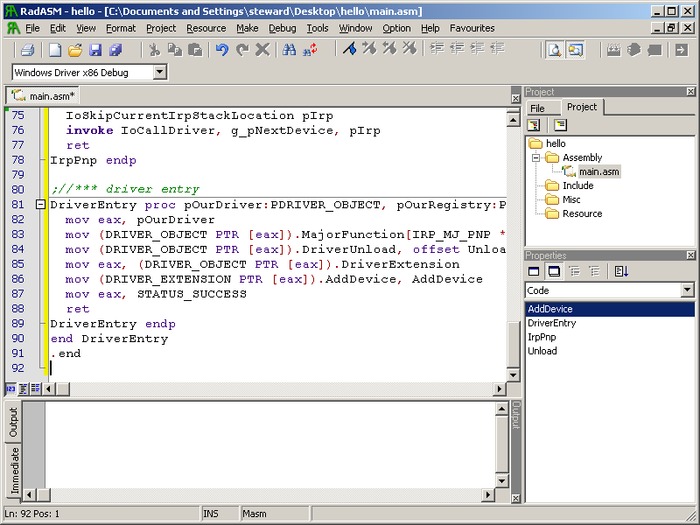 RadASM - hello - [C:\Documents and Settings\steward\Desktop\hello\main.asm]
File Edit View Format Project Resource Make Debug Tools Window Option Help Favourites
Windows Driver x86 Debug
main.asm*
75 IoSkipCurrentIrpStackLocation pIrp
76 invoke IoCallDriver, g_pNextDevice, pIrp
77 ret
78 IrpPnp endp
79
80 ;//*** driver entry
81 DriverEntry proc pOurDriver:PDRIVER_OBJECT, pOurRegistry:P
82 mov eax, pOurDriver
83 mov (DRIVER_OBJECT PTR [eax]).MajorFunction[IRP_MJ_PNP *
84 mov (DRIVER_OBJECT PTR [eax]).DriverUnload, offset Unloa
85 mov eax, (DRIVER_OBJECT PTR [eax]).DriverExtension
86 mov (DRIVER_EXTENSION PTR [eax]).AddDevice, AddDevice
87 mov eax, STATUS_SUCCESS
88 ret
89 DriverEntry endp
90 end DriverEntry
91 .end
92
Output
Immediate
Output
Ln: 92 Pos: 1
INS
Masm
Project
File
Project
hello
Assembly
main.asm
Include
Misc
Resource
Properties
Code
AddDevice
DriverEntry
IrpPnp
Unload